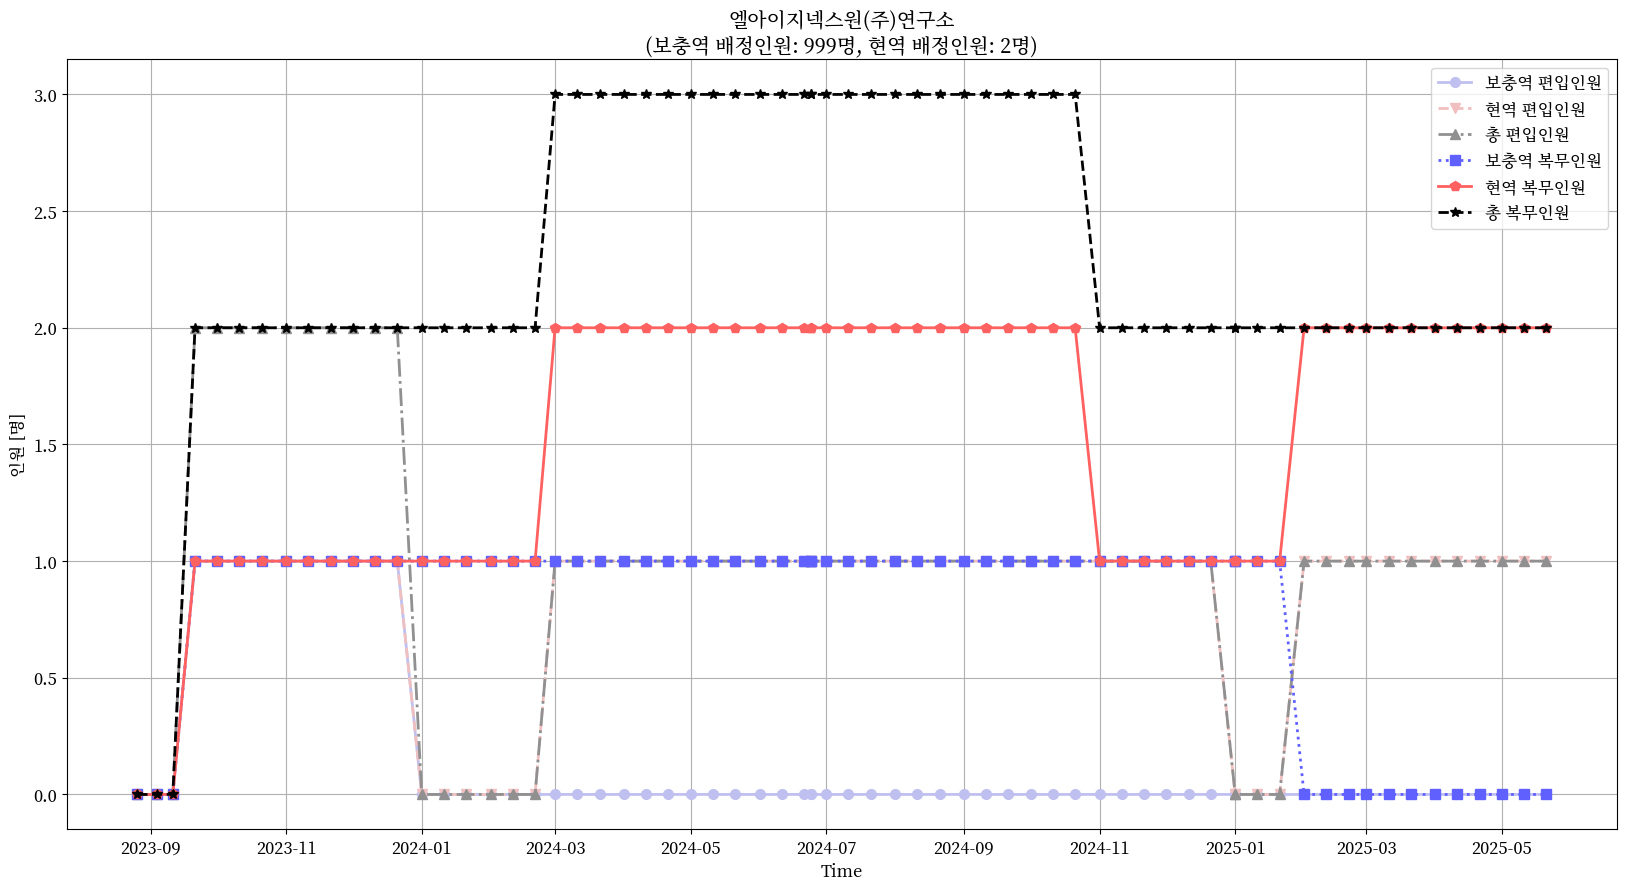 엘아이지넥스원(주)연구소
(보충역 배정인원: 999명, 현역 배정인원: 2명)
보충역 편입인원
현역 편입인원
총 편입인원
보충역 복무인원
현역 복무인원
총 복무인원
인원 [명]
3.0
2.5
2.0
1.5
1.0
0.5
0.0
2023-09 2023-11 2024-01 2024-03 2024-05 2024-07 2024-09 2024-11 2025-01 2025-03 2025-05
Time